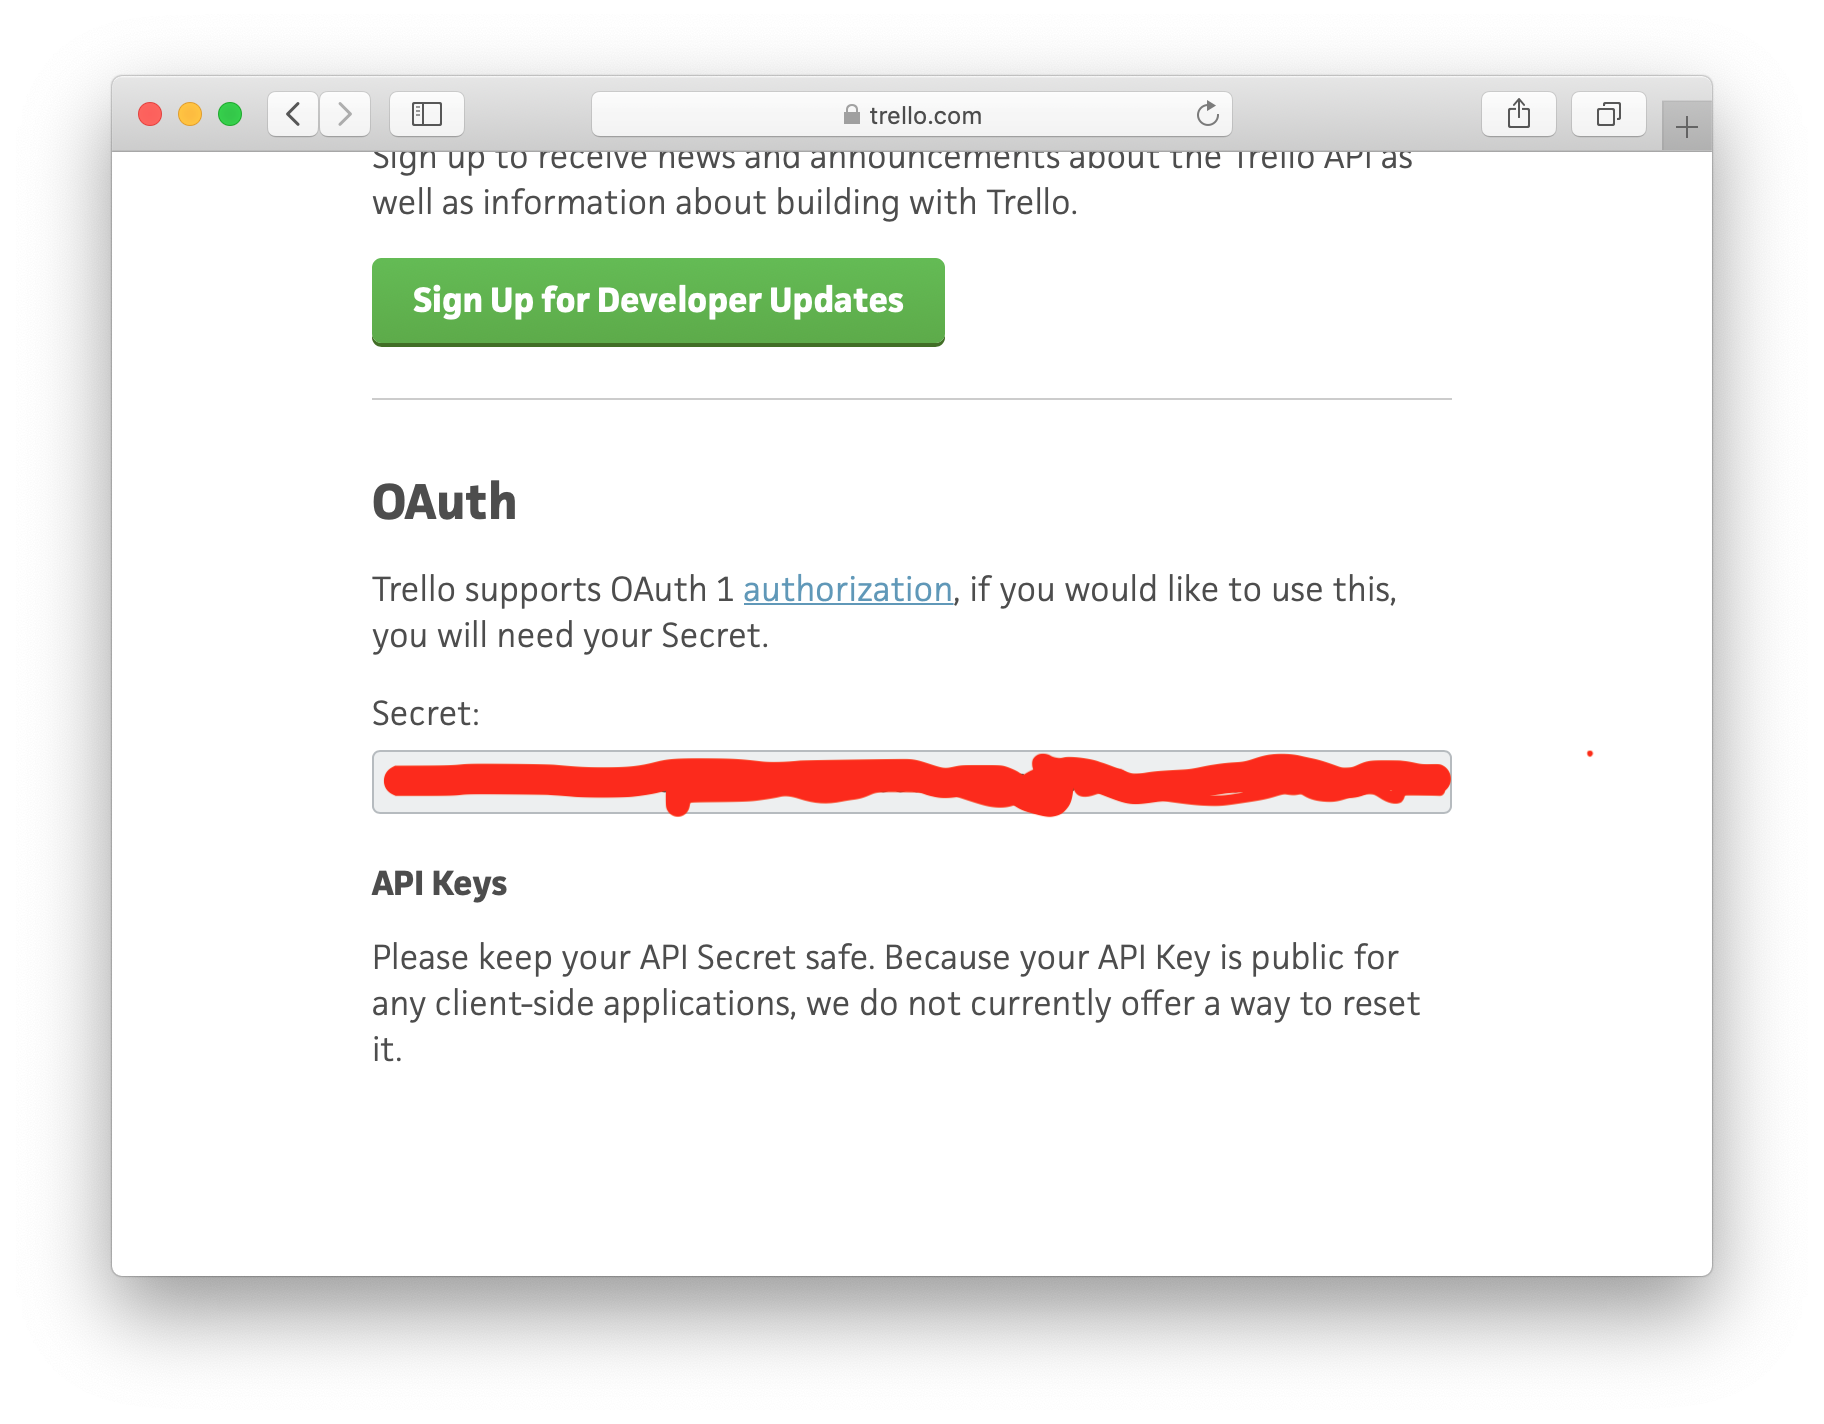 trello.com
Sign up to receive news and announcements about the Trello API as
well as information about building with Trello.
Sign Up for Developer Updates
OAuth
Trello supports OAuth 1 authorization, if you would like to use this,
you will need your Secret.
Secret:
API Keys
Please keep your API Secret safe. Because your API Key is public for
any client-side applications, we do not currently offer a way to reset
it.